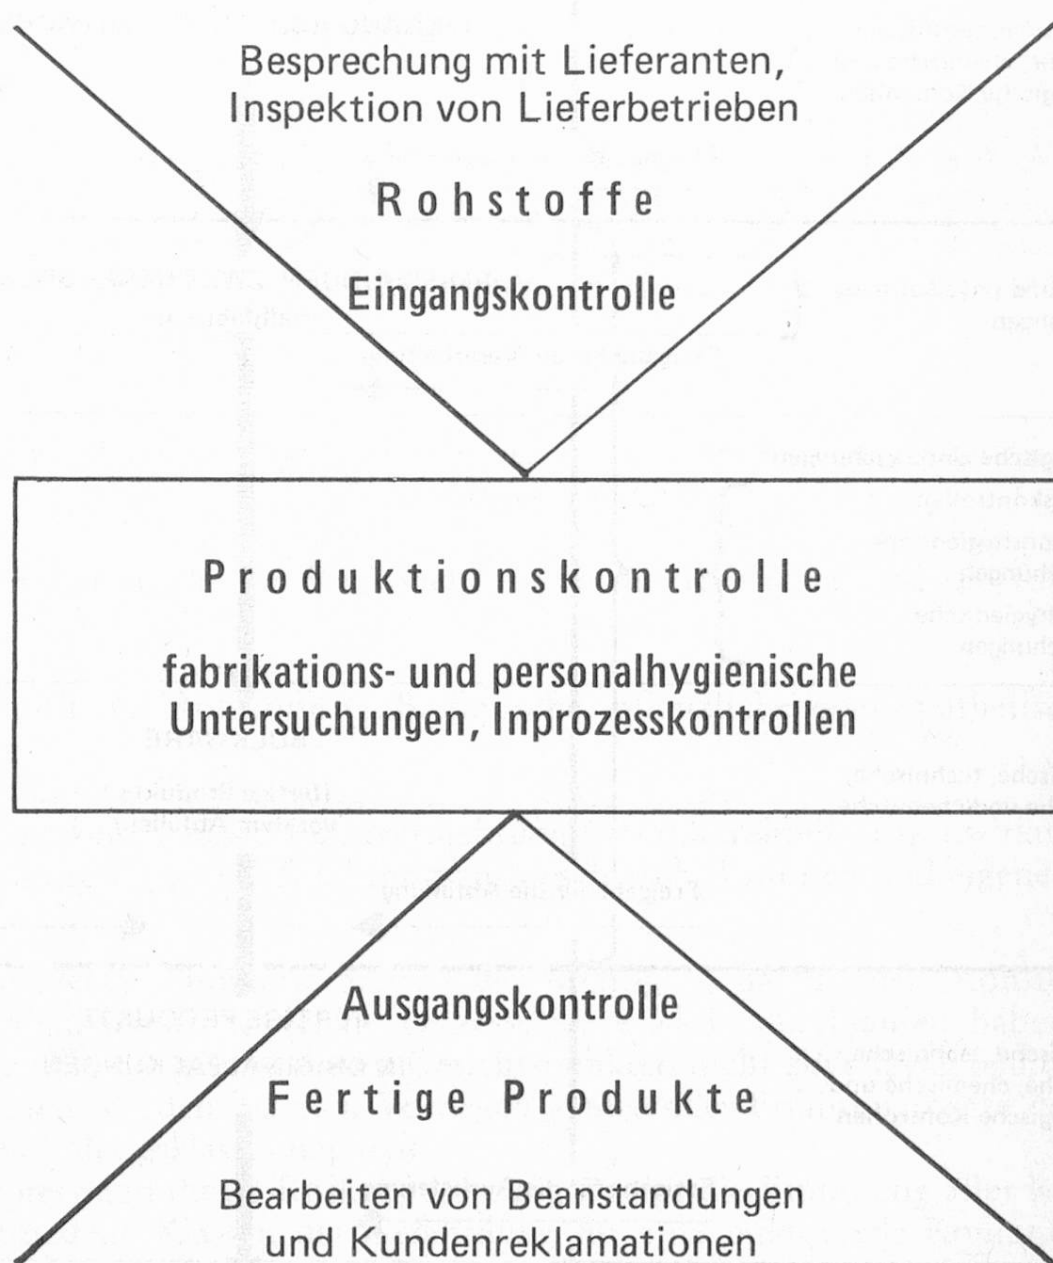 Besprechung mit Lieferanten,
Inspektion von Lieferbetrieben
Rohstoffe
Eingangskontrolle
Produktionskontrolle
fabrikations- und personalhygienische
Untersuchungen, Inprozesskontrollen
Ausgangskontrolle
Fertige Produkte
Bearbeiten von Beanstandungen
und Kundenreklamationen